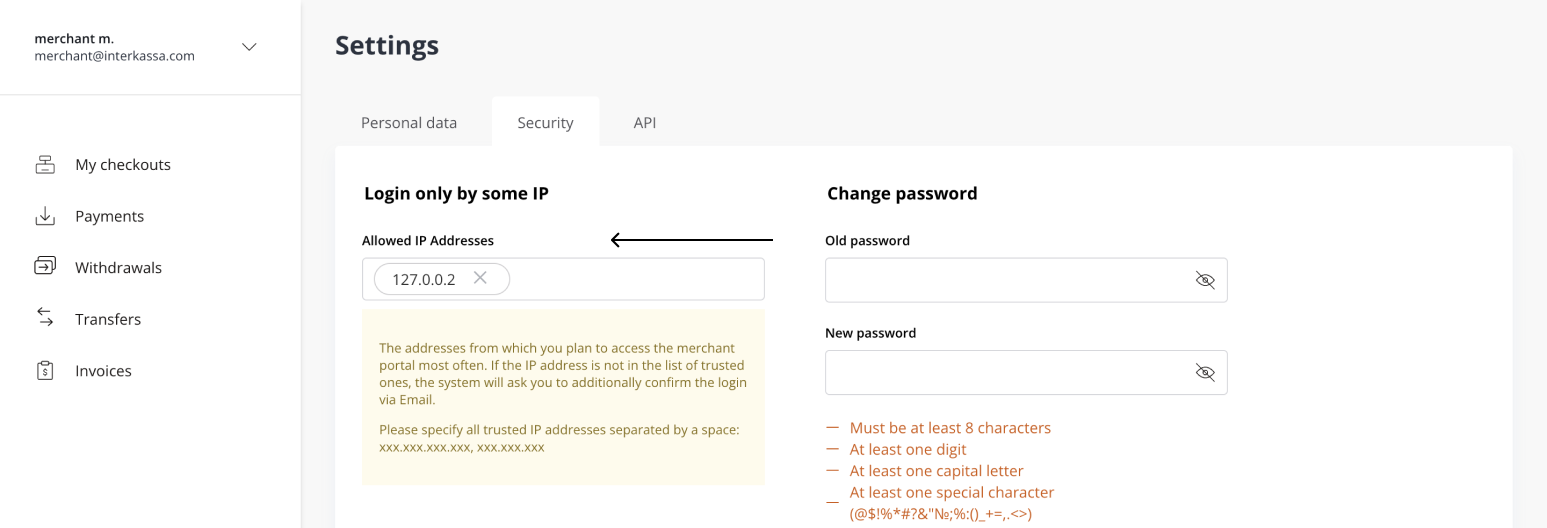 merchant m.
merchant@interkassa.com
My checkouts
Payments
Withdrawals
Transfers
Invoices
Settings
Personal data
Security
API
Login only by some IP
Allowed IP Addresses
127.0.0.2
The addresses from which you plan to access the merchant
portal most often. If the IP address is not in the list of trusted
ones, the system will ask you to additionally confirm the login
via Email.
Please specify all trusted IP addresses separated by a space:
xxx.xxx.xxx.xxx, xxx.xxx.xxx
Change password
Old password
New password
Must be at least 8 characters
At least one digit
At least one capital letter
At least one special character
(@$!%*#?&"№;%:()_+=,.<>)